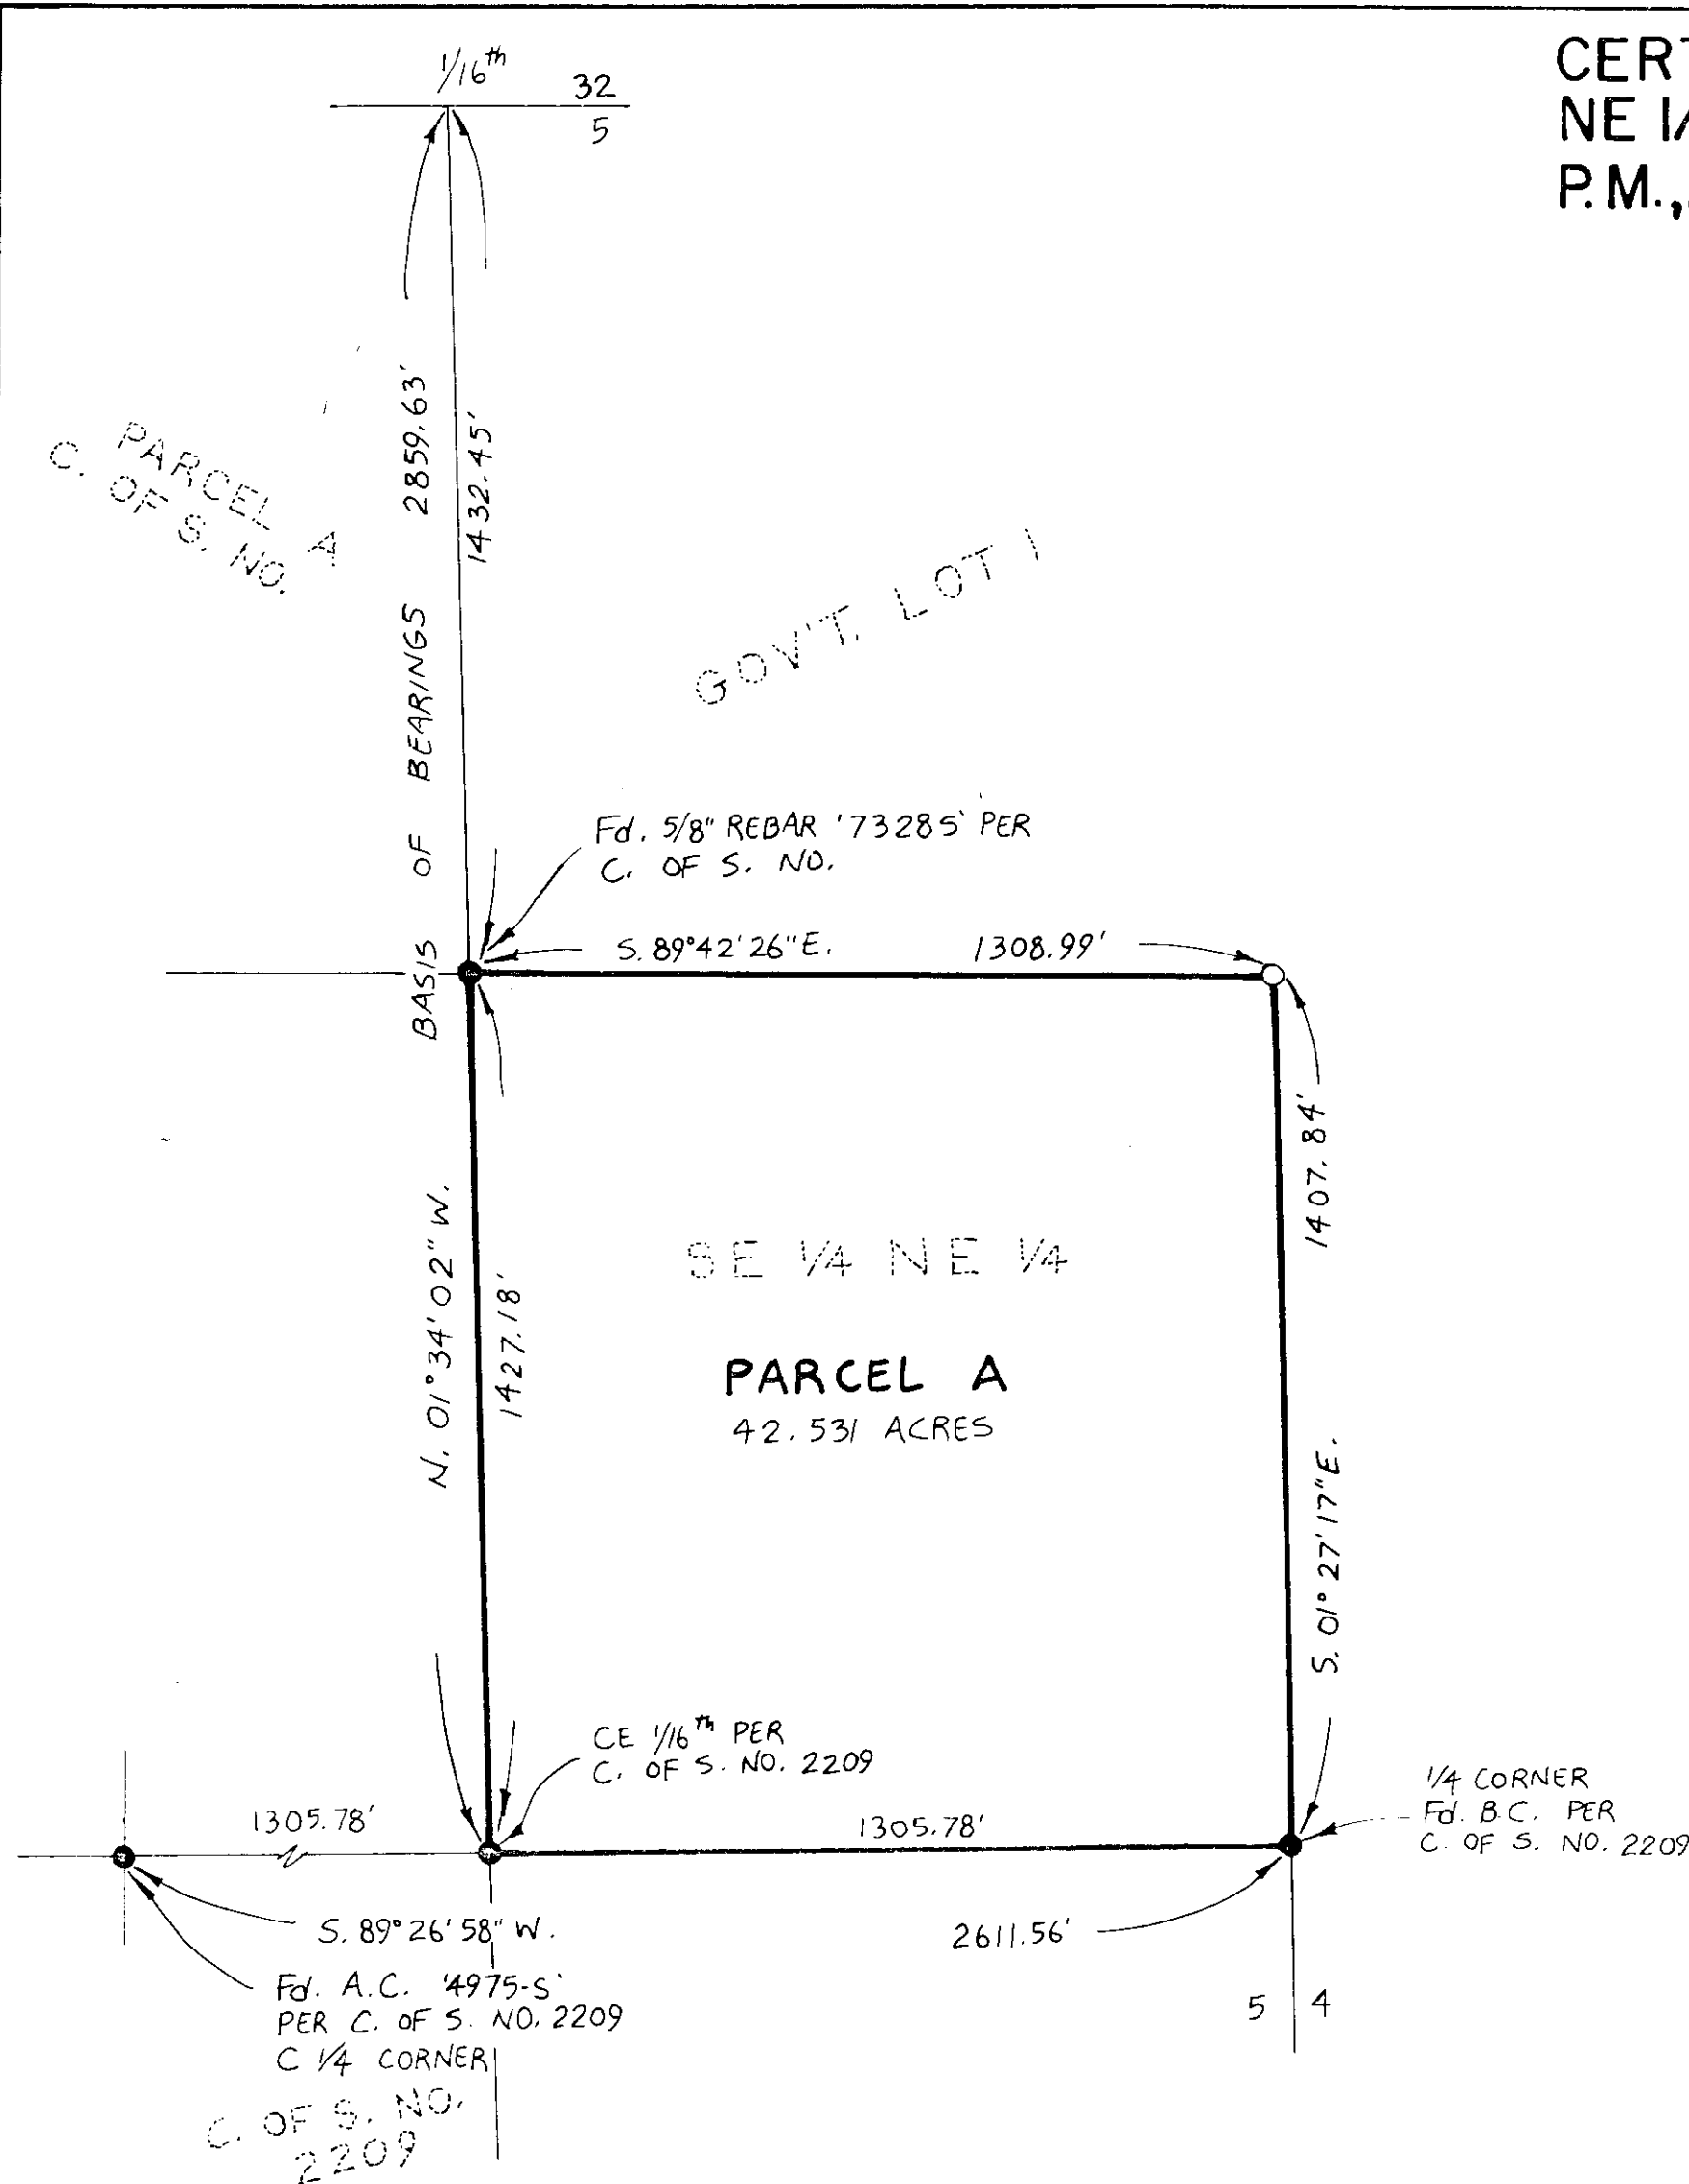 CERT
NE 1/
P.M.,
1/16th
32
5
2859.63'
1432.45'
PARCEL A
C. OF S. NO.
GOV'T. LOT 1
BASIS OF BEARINGS
Fd. 5/8" REBAR '73285' PER
C. OF S. NO.
S. 89°42'26"E. 1308.99'
1407.84'
N. 01°34'02" W.
1427.18'
SE 1/4 NE 1/4
PARCEL A
42.531 ACRES
S. 01°27'17"E.
CE 1/16th PER
C. OF S. NO. 2209
1/4 CORNER
Fd. B.C. PER
C. OF S. NO. 2209
1305.78'
1305.78'
S. 89°26'58" W.
2611.56'
Fd. A.C. '4975-S'
PER C. OF S. NO. 2209
C 1/4 CORNER
5 4
C. OF S. NO.
2209